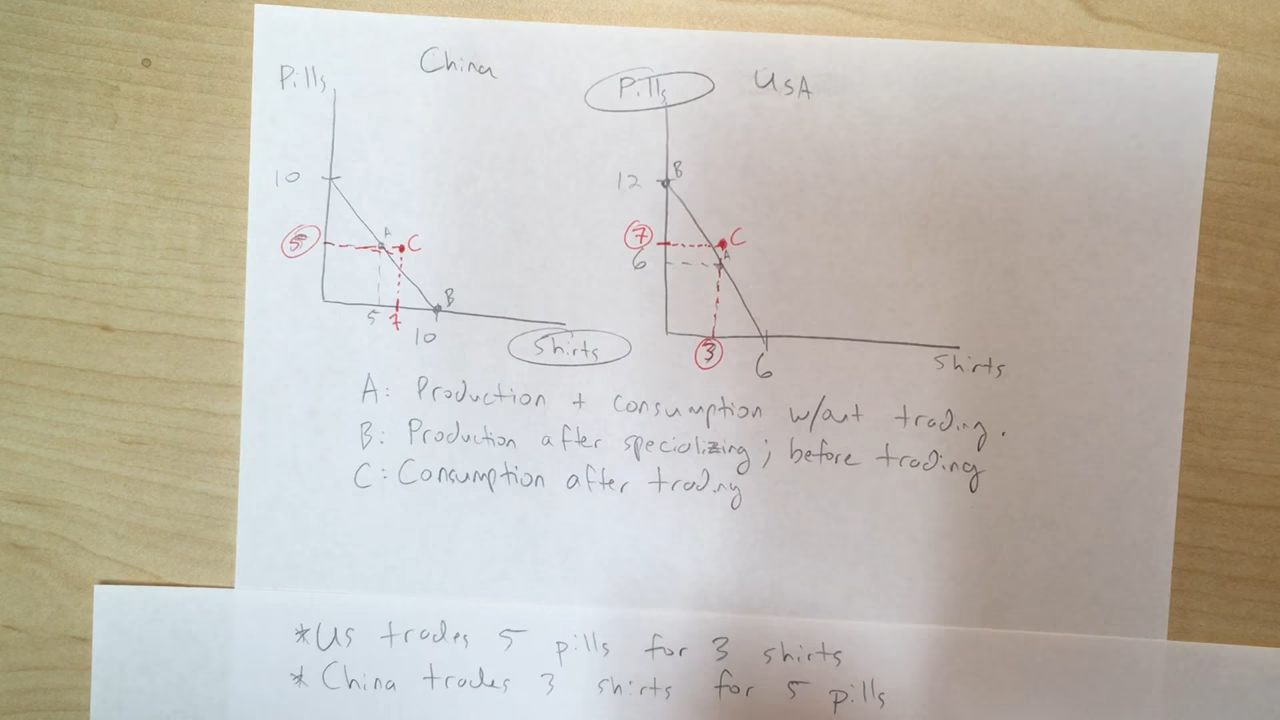 China
Pills
10
5
A
C
B
5
7
10
Shirts
Pills
USA
B
12
7
C
6
A
3
6
Shirts
A: Production + consumption w/out trading.
B: Production after specializing; before trading
C: Consumption after trading
*US trades 5 pills for 3 shirts
*China trades 3 shirts for 5 pills